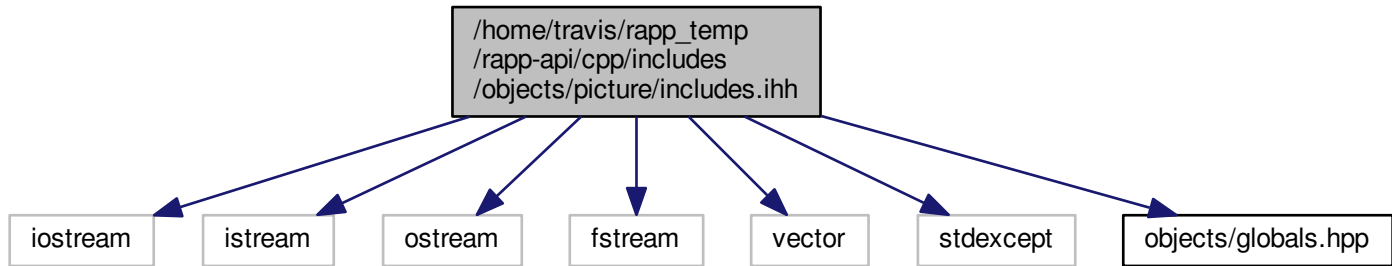 /home/travis/rapp_temp
/rapp-api/cpp/includes
/objects/picture/includes.ihh
iostream
istream
ostream
fstream
vector
stdexcept
objects/globals.hpp